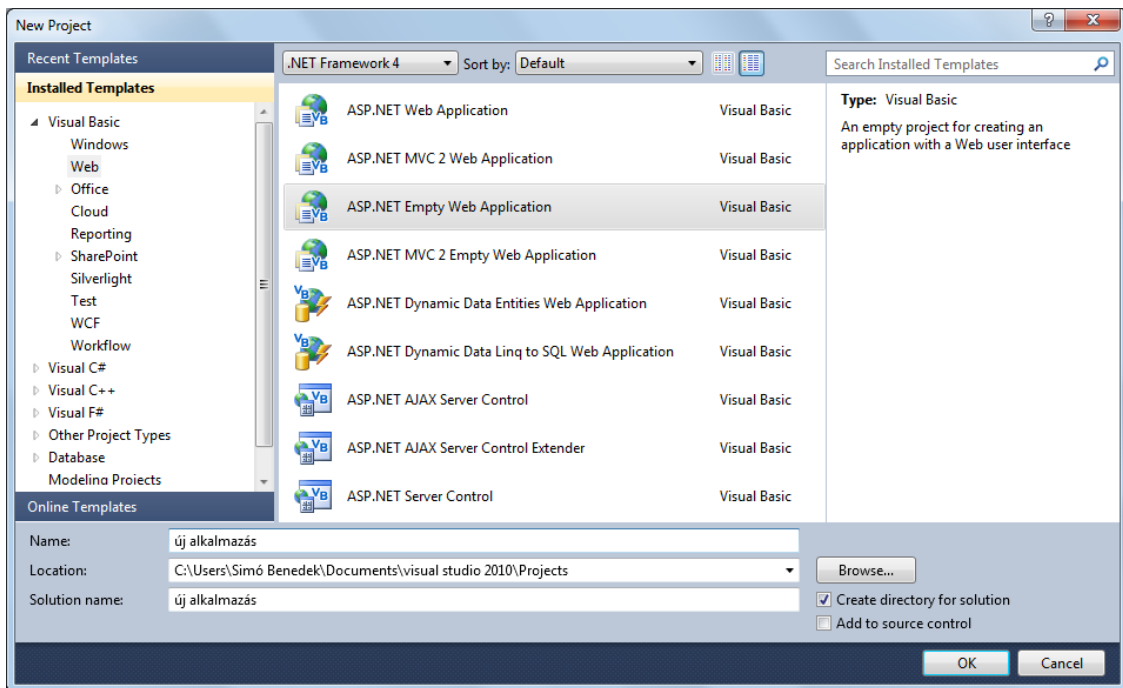 New Project
Recent Templates
Installed Templates
Visual Basic
Windows
Web
Office
Cloud
Reporting
SharePoint
Silverlight
Test
WCF
Workflow
Visual C#
Visual C++
Visual F#
Other Project Types
Database
Modeling Projects
Online Templates
.NET Framework 4 Sort by: Default
ASP.NET Web Application Visual Basic
ASP.NET MVC 2 Web Application Visual Basic
ASP.NET Empty Web Application Visual Basic
ASP.NET MVC 2 Empty Web Application Visual Basic
ASP.NET Dynamic Data Entities Web Application Visual Basic
ASP.NET Dynamic Data Linq to SQL Web Application Visual Basic
ASP.NET AJAX Server Control Visual Basic
ASP.NET AJAX Server Control Extender Visual Basic
ASP.NET Server Control Visual Basic
Search Installed Templates
Type: Visual Basic
An empty project for creating an
application with a Web user interface
Name: új alkalmazás
Location: C:\Users\Simó Benedek\Documents\visual studio 2010\Projects Browse...
Solution name: új alkalmazás Create directory for solution
Add to source control
OK Cancel